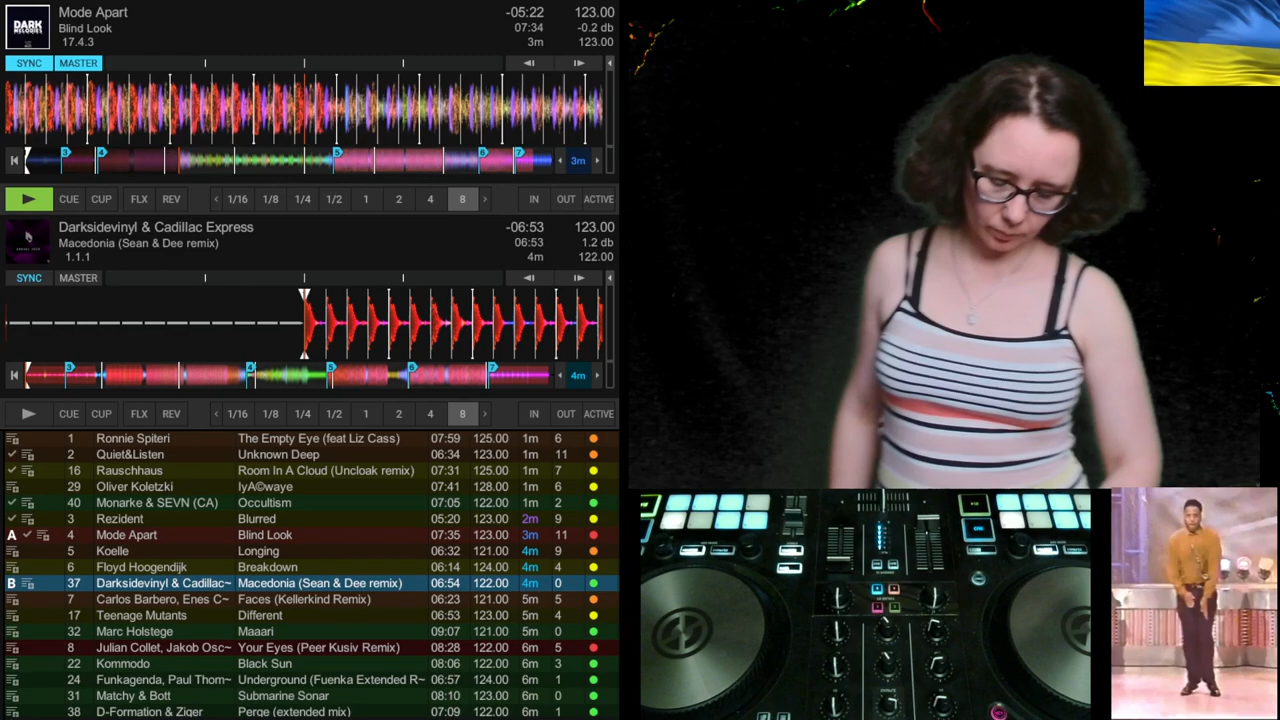 DARK MELODIES
Mode Apart -05:22 123.00
Blind Look 07:34 -0.2 db
17.4.3 3m 123.00
SYNC MASTER
3 4 5 6 7 3m
CUE CUP FLX REV 1/16 1/8 1/4 1/2 1 2 4 8 IN OUT ACTIVE
Darksidevinyl & Cadillac Express -06:53 123.00
Macedonia (Sean & Dee remix) 06:53 1.2 db
1.1.1 4m 122.00
SYNC MASTER
3 4 5 6 7 4m
CUE CUP FLX REV 1/16 1/8 1/4 1/2 1 2 4 8 IN OUT ACTIVE
1 Ronnie Spiteri The Empty Eye (feat Liz Cass) 07:59 125.00 1m 6
2 Quiet&Listen Unknown Deep 06:34 123.00 1m 11
16 Rauschhaus Room In A Cloud (Uncloak remix) 07:31 125.00 1m 7
29 Oliver Koletzki IyA©waye 07:41 128.00 1m 6
40 Monarke & SEVN (CA) Occultism 07:05 122.00 1m 2
3 Rezident Blurred 05:20 123.00 2m 9
A 4 Mode Apart Blind Look 07:35 123.00 3m 11
5 Koelle Longing 06:32 121.00 4m 9
6 Floyd Hoogendijk Breakdown 06:14 124.00 4m 4
B 37 Darksidevinyl & Cadillac~ Macedonia (Sean & Dee remix) 06:54 122.00 4m 0
7 Carlos Barbero, Enes C~ Faces (Kellerkind Remix) 06:23 121.00 5m 5
17 Teenage Mutants Different 06:53 122.00 5m 4
32 Marc Holstege Maaari 09:07 121.00 5m 0
8 Julian Collet, Jakob Osc~ Your Eyes (Peer Kusiv Remix) 08:28 122.00 6m 5
22 Kommodo Black Sun 08:06 122.00 6m 3
24 Funkagenda, Paul Thom~ Underground (Fuenka Extended R~ 06:57 124.00 6m 1
31 Matchy & Bott Submarine Sonar 08:10 123.00 6m 0
38 D-Formation & Ziger Perge (extended mix) 07:09 122.00 6m 1